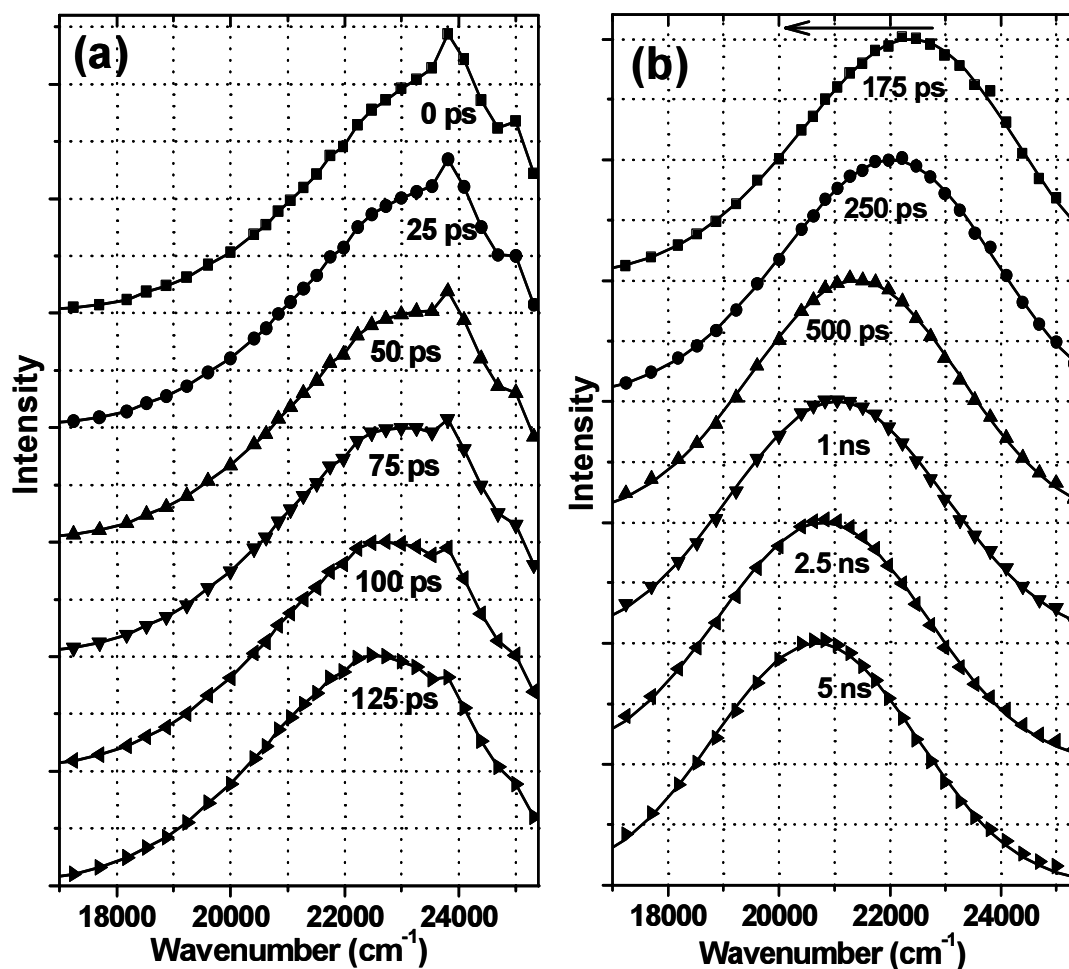 (a)
0 ps
25 ps
50 ps
75 ps
100 ps
125 ps
Intensity
18000 20000 22000 24000
Wavenumber (cm⁻¹)
(b)
175 ps
250 ps
500 ps
1 ns
2.5 ns
5 ns
Intensity
18000 20000 22000 24000
Wavenumber (cm⁻¹)